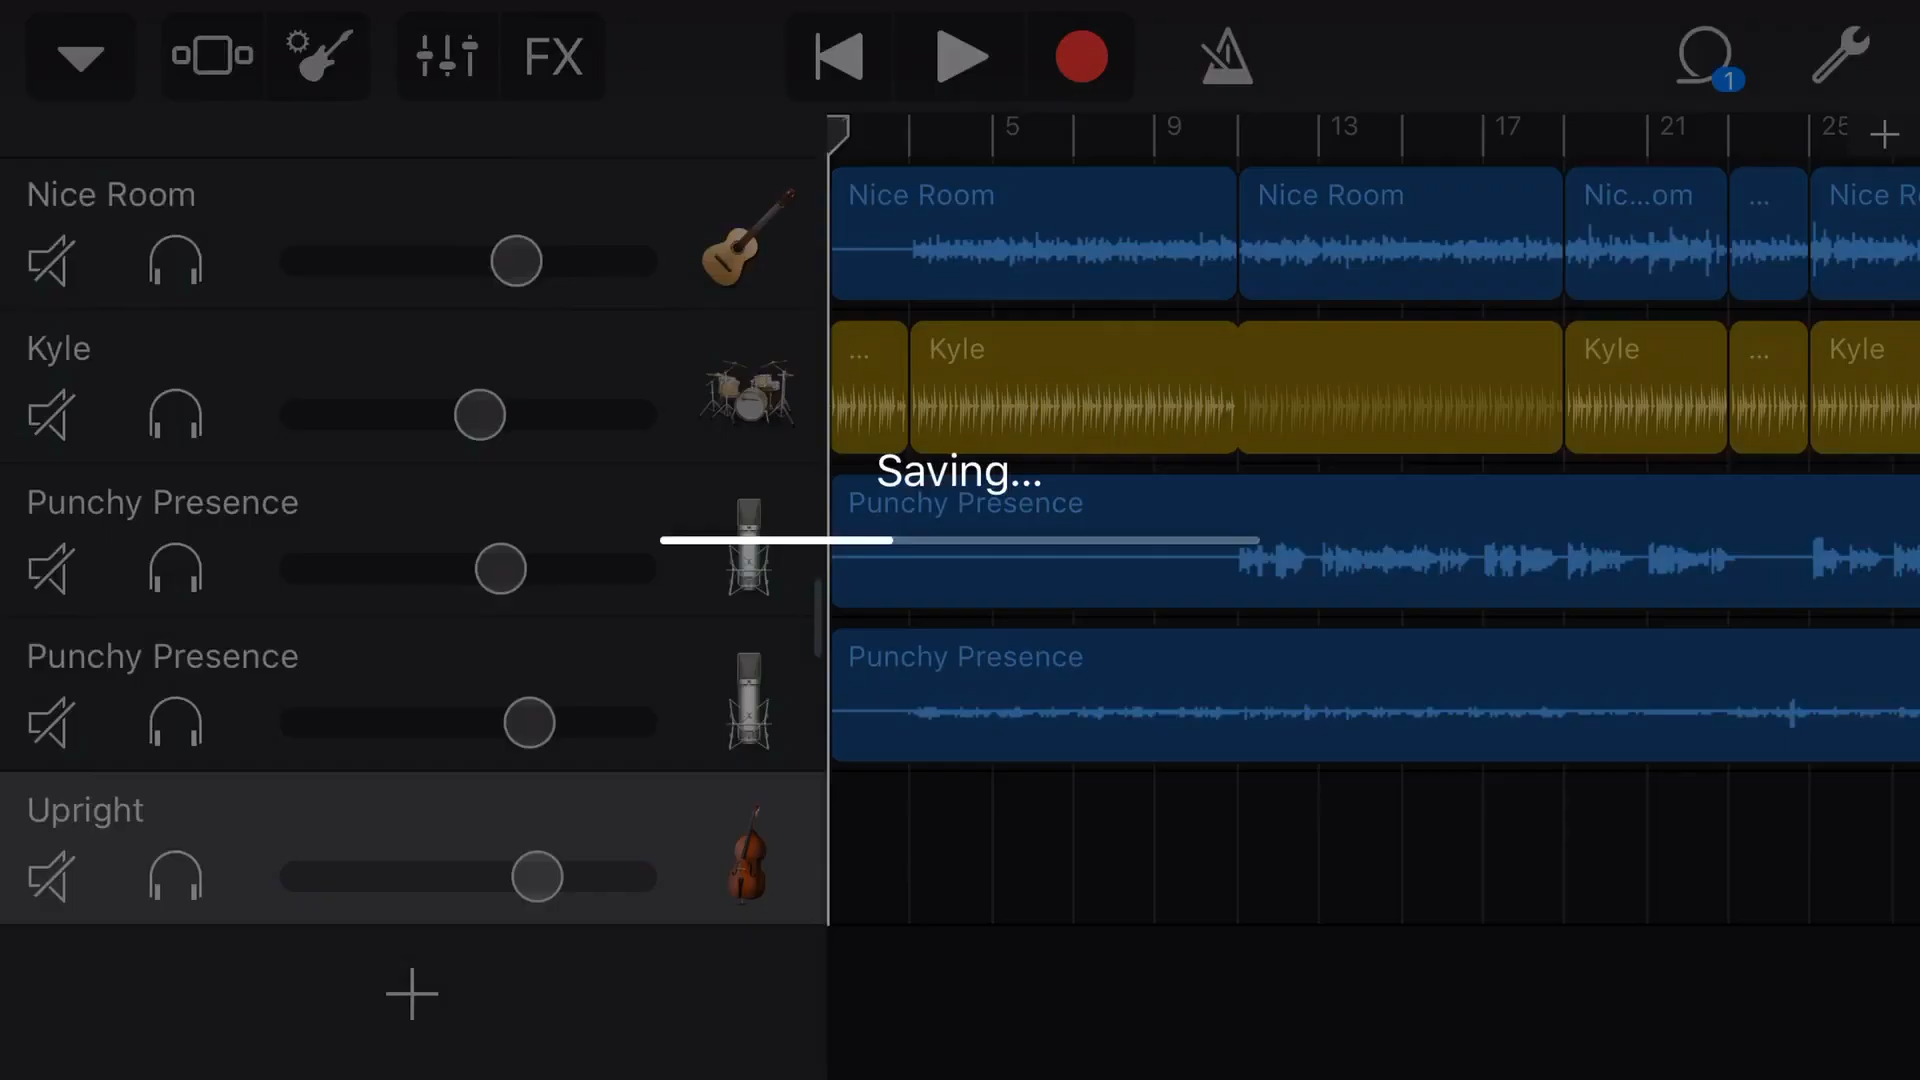 FX
1
5 9 13 17 21 25
Nice Room
Nice Room Nice Room Nic...om ... Nice R
Kyle
... Kyle Kyle ... Kyle
Saving...
Punchy Presence
Punchy Presence
Punchy Presence
Punchy Presence
Upright